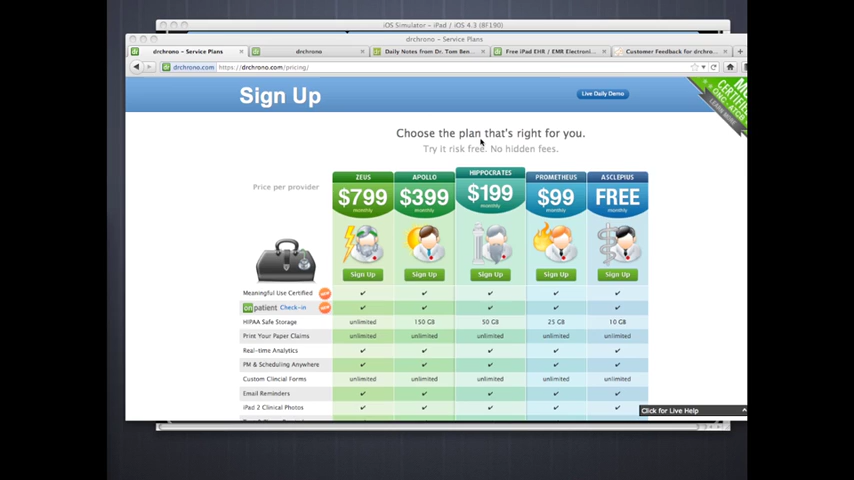 iOS Simulator - iPad / iOS 4.3 (8F190)
drchrono - Service Plans
drchrono - Service Plans
drchrono
Daily Notes from Dr. Tom Ben...
Free iPad EHR / EMR Electroni...
Customer Feedback for drchro...
drchrono.com https://drchrono.com/pricing/
Sign Up
Live Daily Demo
CERTIFIED
ONC - ATCB
LEARN MORE
Choose the plan that's right for you.
Try it risk free. No hidden fees.
Price per provider
ZEUS APOLLO HIPPOCRATES PROMETHEUS ASCLEPIUS
$799 $399 $199 $99 FREE
monthly monthly monthly monthly
Sign Up Sign Up Sign Up Sign Up Sign Up
Meaningful Use Certified
onpatient Check-in
HIPAA Safe Storage unlimited 150 GB 50 GB 25 GB 10 GB
Print Your Paper Claims unlimited unlimited unlimited unlimited unlimited
Real-time Analytics
PM & Scheduling Anywhere
Custom Clincial Forms unlimited unlimited unlimited unlimited unlimited
Email Reminders
iPad 2 Clinical Photos
Click for Live Help